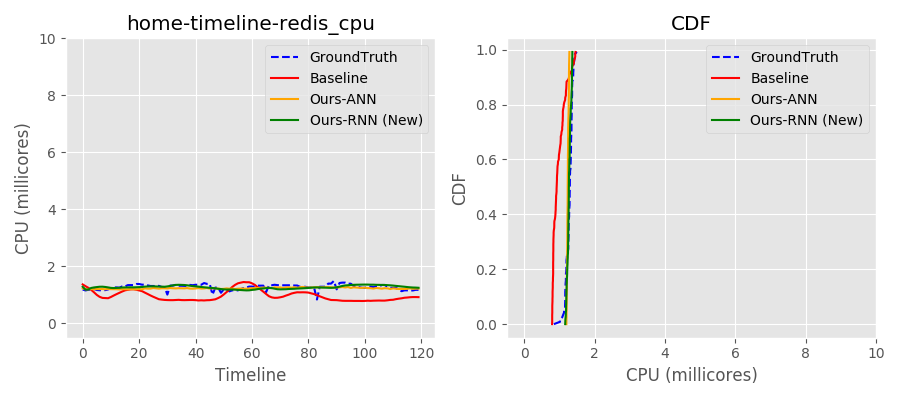 home-timeline-redis_cpu
CPU (millicores)
10
8
6
4
2
0
GroundTruth
Baseline
Ours-ANN
Ours-RNN (New)
0 20 40 60 80 100 120
Timeline
CDF
CDF
1.0
0.8
0.6
0.4
0.2
0.0
GroundTruth
Baseline
Ours-ANN
Ours-RNN (New)
0 2 4 6 8 10
CPU (millicores)